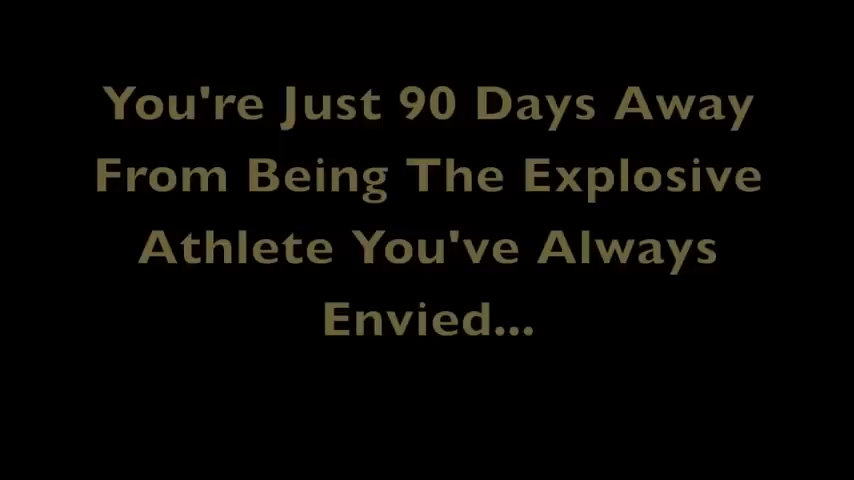 You're Just 90 Days Away
From Being The Explosive
Athlete You've Always
Envied...